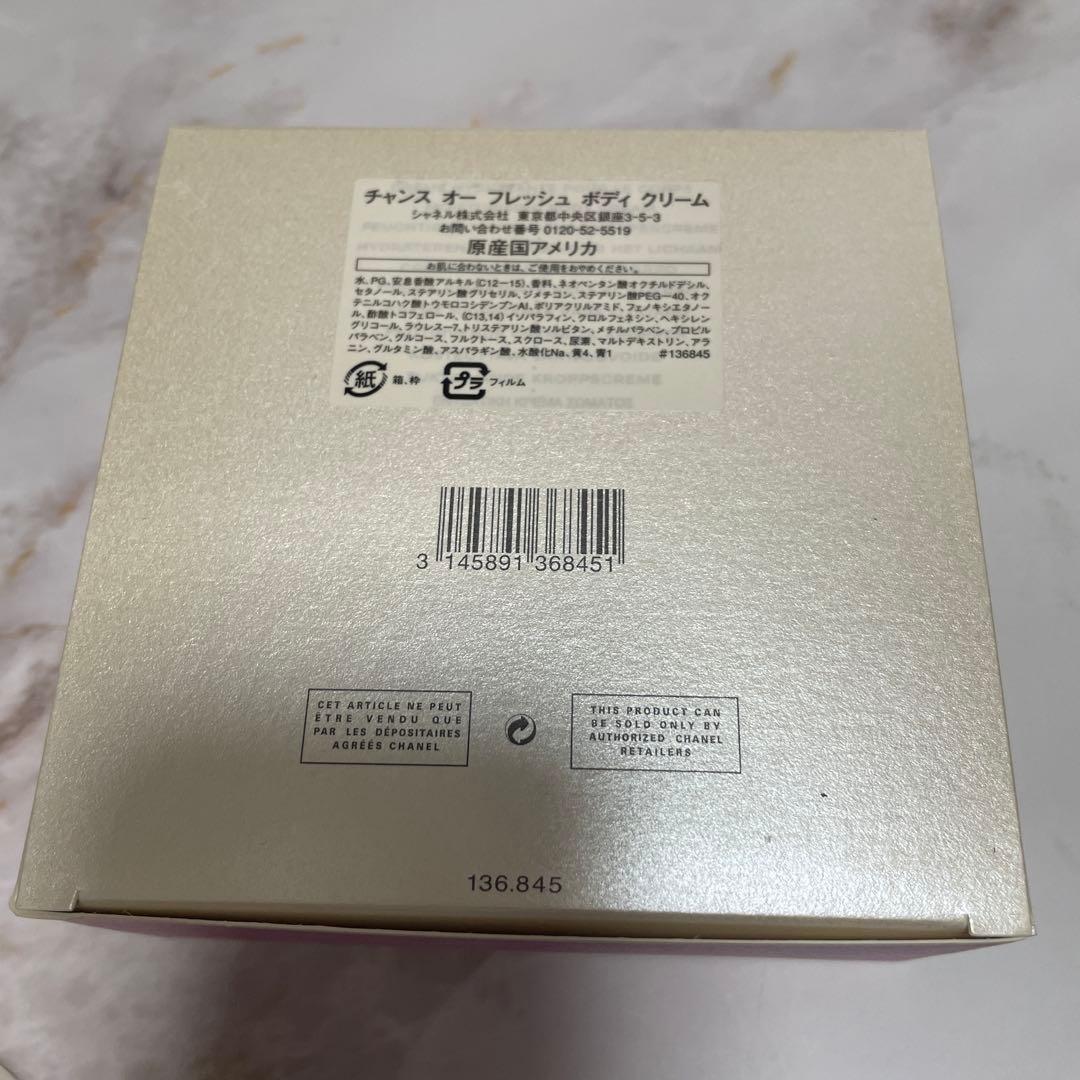 チャンス オー フレッシュ ボディ クリーム
シャネル株式会社 東京都中央区銀座3-5-3
お問い合わせ番号 0120-52-5519
原産国アメリカ
お肌に合わないときは、ご使用をおやめください。
水、PG、安息香酸アルキル(C12ー15)、香料、ネオペンタン酸オクチルドデシル、
セタノール、ステアリン酸グリセリル、ジメチコン、ステアリン酸PEGー40、オク
テニルコハク酸トウモロコシデンプンAl、ポリアクリルアミド、フェノキシエタノー
ル、酢酸トコフェロール、(C13,14)イソパラフィン、クロルフェネシン、ヘキシレン
グリコール、ラウレスー7、トリステアリン酸ソルビタン、メチルパラベン、プロピル
パラベン、グルコース、フルクトース、スクロース、尿素、マルトデキストリン、アラ
ニン、グルタミン酸、アスパラギン酸、水酸化Na、黄4、青1 #136845
紙 箱、枠 プラ フィルム
KROPPSCREME
ΚΡΕΜΑ ΣΩΜΑΤΟΣ
3 145891 368451
CET ARTICLE NE PEUT
ÊTRE VENDU QUE
PAR LES DÉPOSITAIRES
AGRÉÉS CHANEL
THIS PRODUCT CAN
BE SOLD ONLY BY
AUTHORIZED CHANEL
RETAILERS
136.845